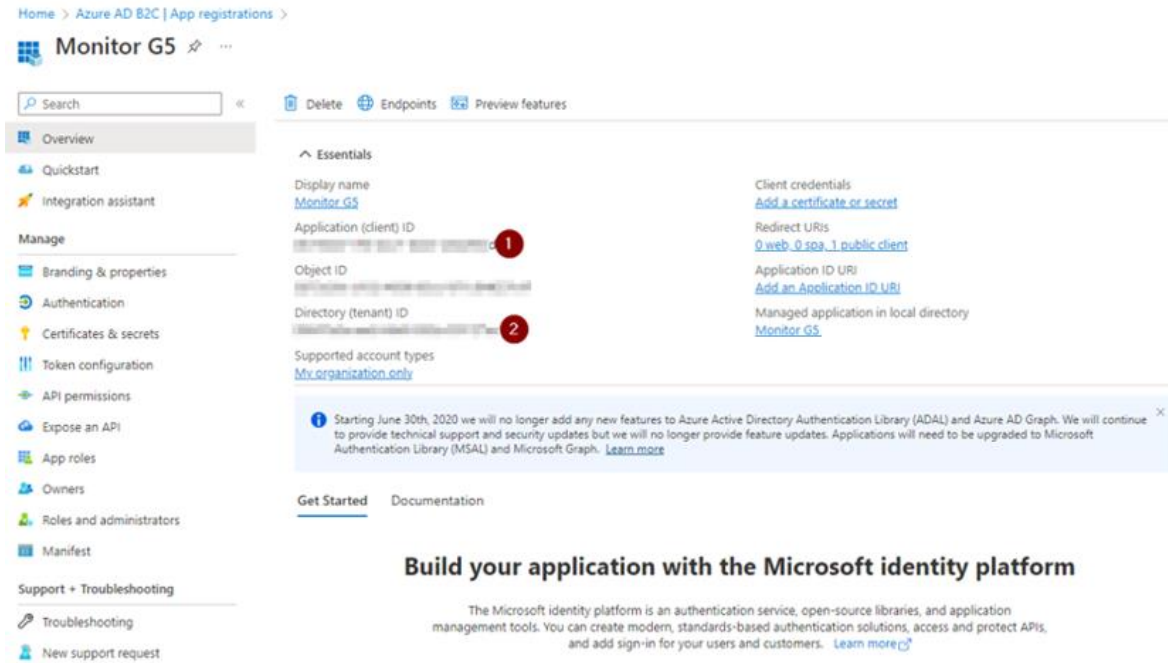 Home > Azure AD B2C | App registrations >
Monitor G5
Search
Overview
Quickstart
Integration assistant
Manage
Branding & properties
Authentication
Certificates & secrets
Token configuration
API permissions
Expose an API
App roles
Owners
Roles and administrators
Manifest
Support + Troubleshooting
Troubleshooting
New support request
Delete Endpoints Preview features
Essentials
Display name
Monitor G5
Application (client) ID
1
Object ID
Directory (tenant) ID
2
Supported account types
My organization only
Client credentials
Add a certificate or secret
Redirect URIs
0 web, 0 spa, 1 public client
Application ID URI
Add an Application ID URI
Managed application in local directory
Monitor G5
Starting June 30th, 2020 we will no longer add any new features to Azure Active Directory Authentication Library (ADAL) and Azure AD Graph. We will continue
to provide technical support and security updates but we will no longer provide feature updates. Applications will need to be upgraded to Microsoft
Authentication Library (MSAL) and Microsoft Graph. Learn more
Get Started Documentation
Build your application with the Microsoft identity platform
The Microsoft identity platform is an authentication service, open-source libraries, and application
management tools. You can create modern, standards-based authentication solutions, access and protect APIs,
and add sign-in for your users and customers. Learn more